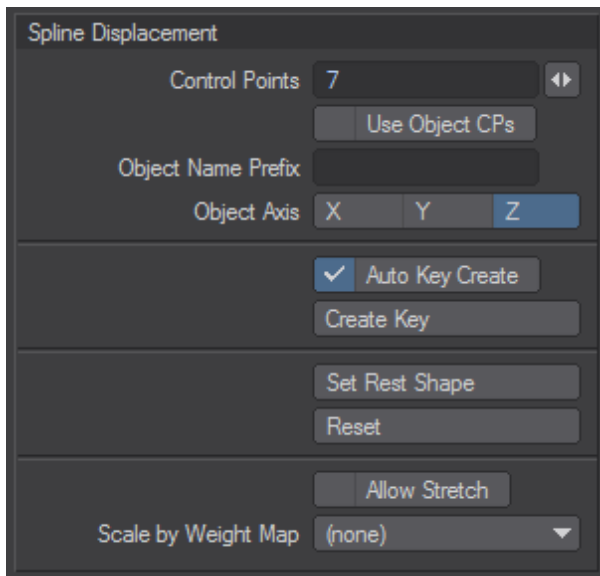 Spline Displacement
Control Points 7
Use Object CPs
Object Name Prefix
Object Axis X Y Z
Auto Key Create
Create Key
Set Rest Shape
Reset
Allow Stretch
Scale by Weight Map (none)